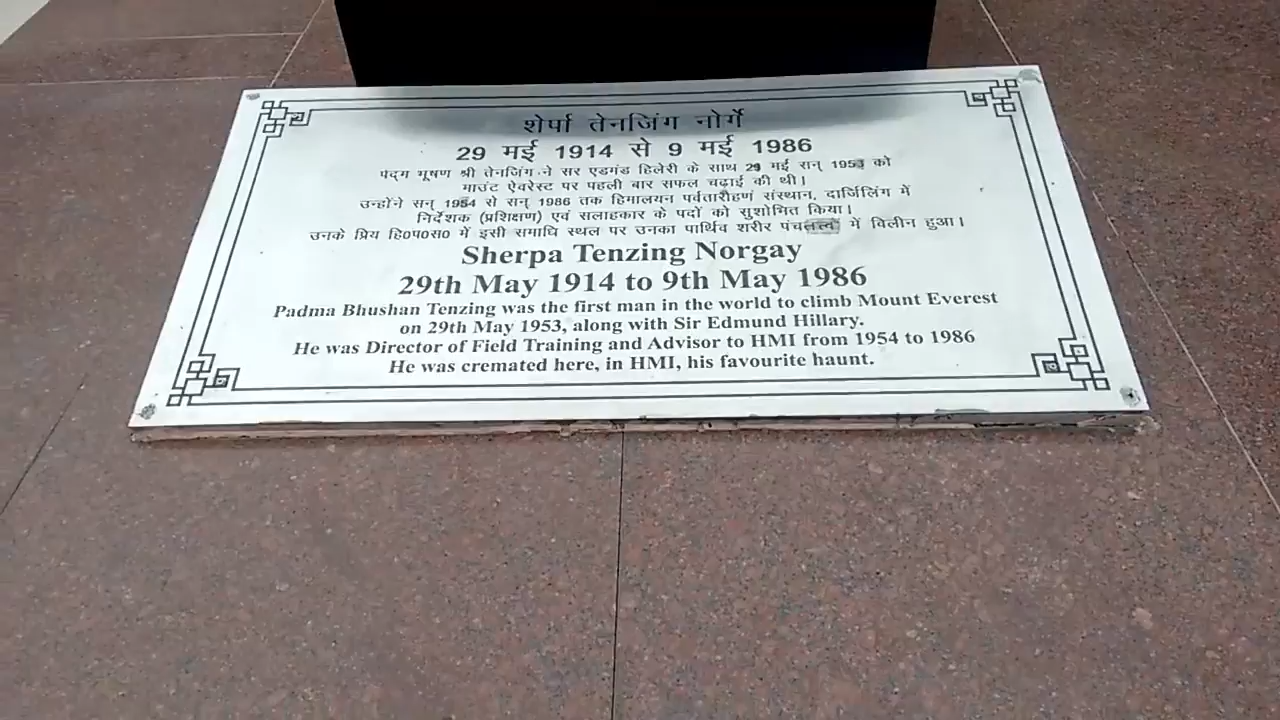 शेर्पा तेनजिंग नोर्गे
29 मई 1914 से 9 मई 1986
पद्म भूषण श्री तेनजिंग ने सर एडमंड हिलेरी के साथ 29 मई सन् 1953 को
माउंट ऐवरेस्ट पर पहली बार सफल चढ़ाई की थी।
उन्होंने सन् 1954 से सन् 1986 तक हिमालयन पर्वतारोहण संस्थान, दार्जिलिंग में
निर्देशक (प्रशिक्षण) एवं सलाहकार के पदों को सुशोभित किया।
उनके प्रिय हि०प०स० में इसी समाधि स्थल पर उनका पार्थिव शरीर पंचतत्व में विलीन हुआ।
Sherpa Tenzing Norgay
29th May 1914 to 9th May 1986
Padma Bhushan Tenzing was the first man in the world to climb Mount Everest
on 29th May 1953, along with Sir Edmund Hillary.
He was Director of Field Training and Advisor to HMI from 1954 to 1986
He was cremated here, in HMI, his favourite haunt.